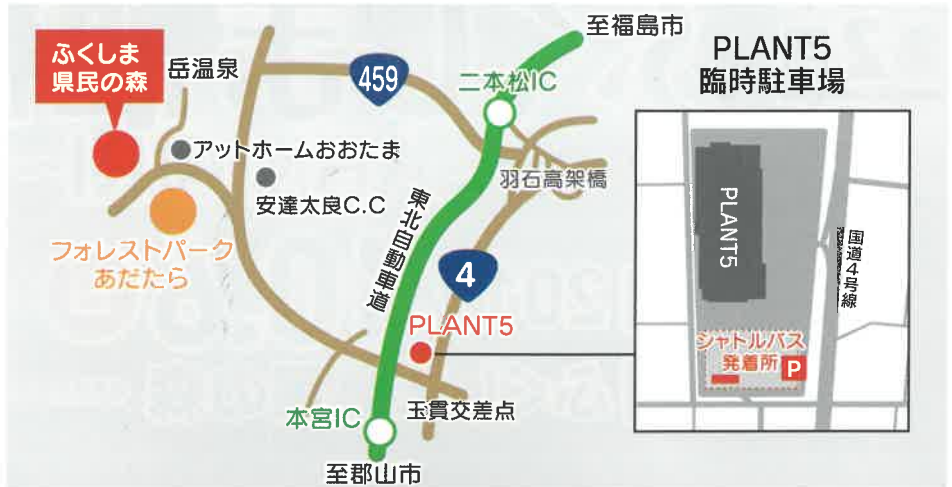 ふくしま
県民の森
岳温泉
459
至福島市
二本松IC
アットホームおおたま
安達太良C.C
羽石高架橋
フォレストパーク
あだたら
東北自動車道
4
PLANT5
本宮IC
玉貫交差点
至郡山市
PLANT5
臨時駐車場
PLANT5
国道4号線
シャトルバス
発着所
P